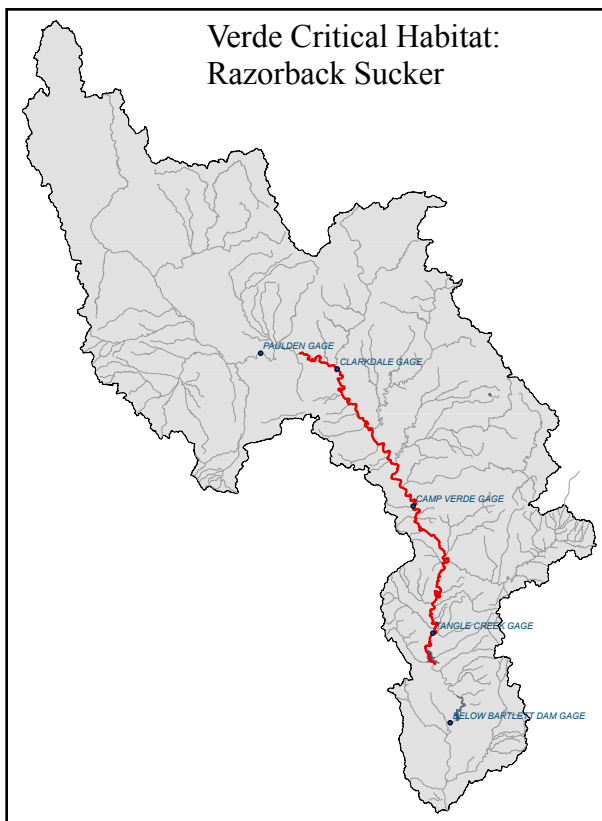 Verde Critical Habitat:
Razorback Sucker
PAULDEN GAGE
CLARKDALE GAGE
CAMP VERDE GAGE
TANGLE CREEK GAGE
BELOW BARTLETT DAM GAGE